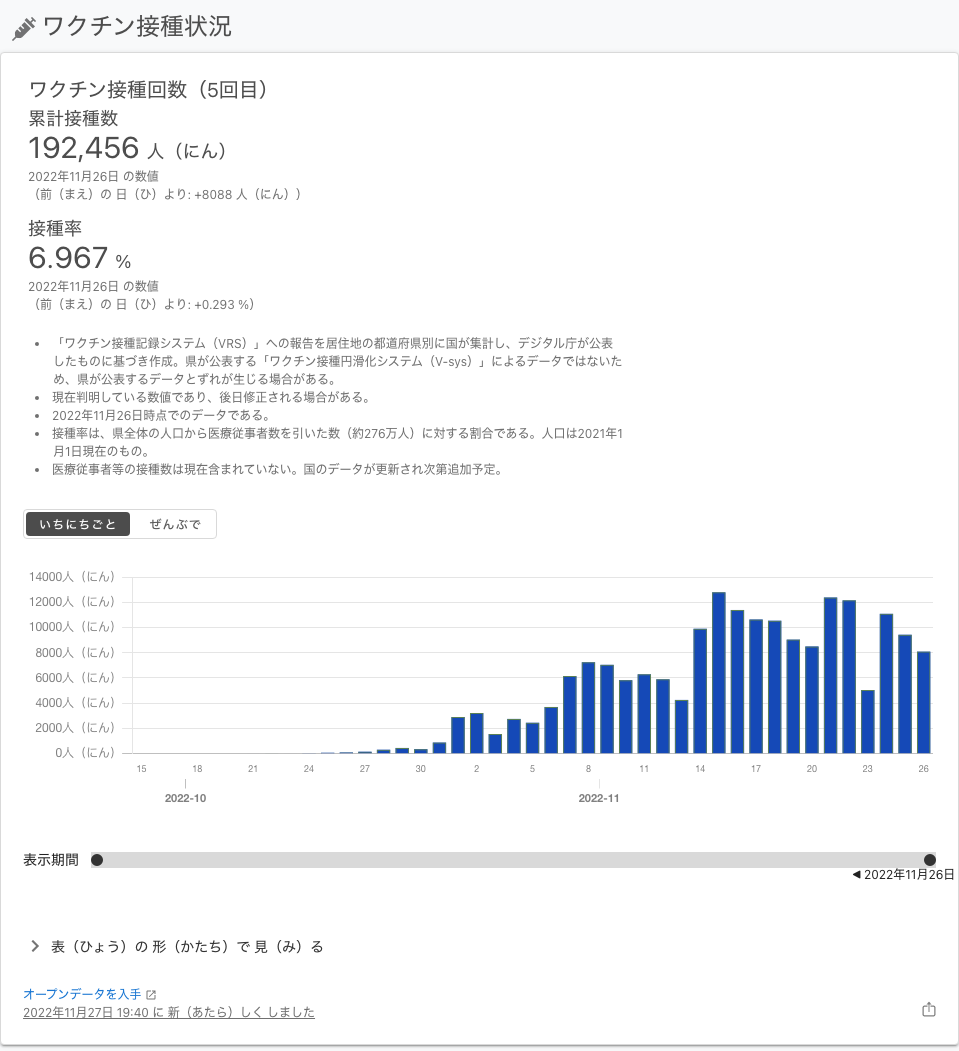 ワクチン接種状況
ワクチン接種回数（5回目）
累計接種数
192,456 人（にん）
2022年11月26日 の数値
（前（まえ）の 日（ひ）より: +8088 人（にん））
接種率
6.967 %
2022年11月26日 の数値
（前（まえ）の 日（ひ）より: +0.293 %）
「ワクチン接種記録システム（VRS）」への報告を居住地の都道府県別に国が集計し、デジタル庁が公表
したものに基づき作成。県が公表する「ワクチン接種円滑化システム（V-sys）」によるデータではないた
め、県が公表するデータとずれが生じる場合がある。
現在判明している数値であり、後日修正される場合がある。
2022年11月26日時点でのデータである。
接種率は、県全体の人口から医療従事者数を引いた数（約276万人）に対する割合である。人口は2021年1
月1日現在のもの。
医療従事者等の接種数は現在含まれていない。国のデータが更新され次第追加予定。
いちにちごと ぜんぶで
14000人（にん）
12000人（にん）
10000人（にん）
8000人（にん）
6000人（にん）
4000人（にん）
2000人（にん）
0人（にん）
15 18 21 24 27 30 2 5 8 11 14 17 20 23 26
2022-10 2022-11
表示期間
◀ 2022年11月26日
表（ひょう）の 形（かたち）で 見（み）る
オープンデータを入手
2022年11月27日 19:40 に 新（あたら）しく しました